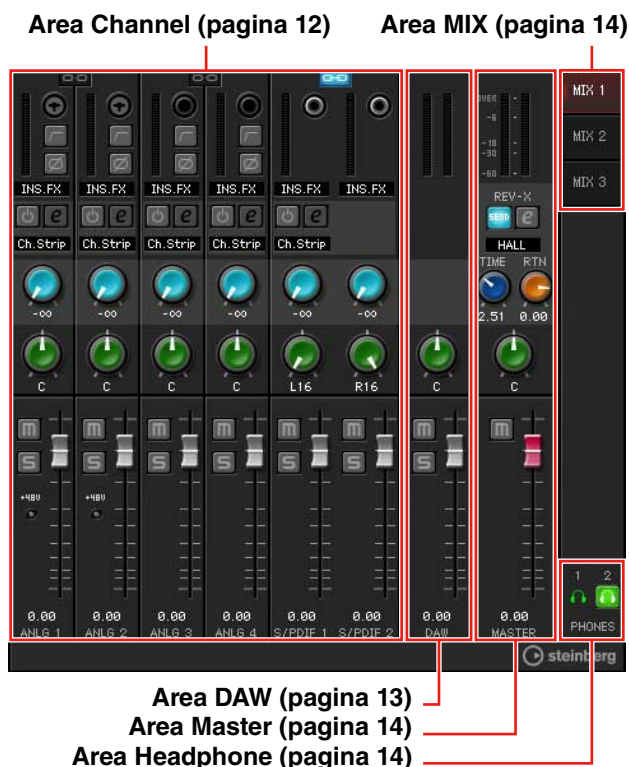 Area Channel (pagina 12) Area MIX (pagina 14)
OVER
-6
-18
-30
-60
MIX 1
MIX 2
MIX 3
INS.FX INS.FX INS.FX INS.FX INS.FX INS.FX
REV-X
SEND e
e e e e e
Ch.Strip Ch.Strip Ch.Strip Ch.Strip Ch.Strip
HALL
TIME RTN
-∞ -∞ -∞ -∞ -∞ -∞ 2.51 0.00
C C C C L16 R16 C C
m m m m m m m m
S S S S S S S
+48V +48V
1 2
0.00 0.00 0.00 0.00 0.00 0.00 0.00 0.00
ANLG 1 ANLG 2 ANLG 3 ANLG 4 S/PDIF 1 S/PDIF 2 DAW MASTER PHONES
steinberg
Area DAW (pagina 13)
Area Master (pagina 14)
Area Headphone (pagina 14)